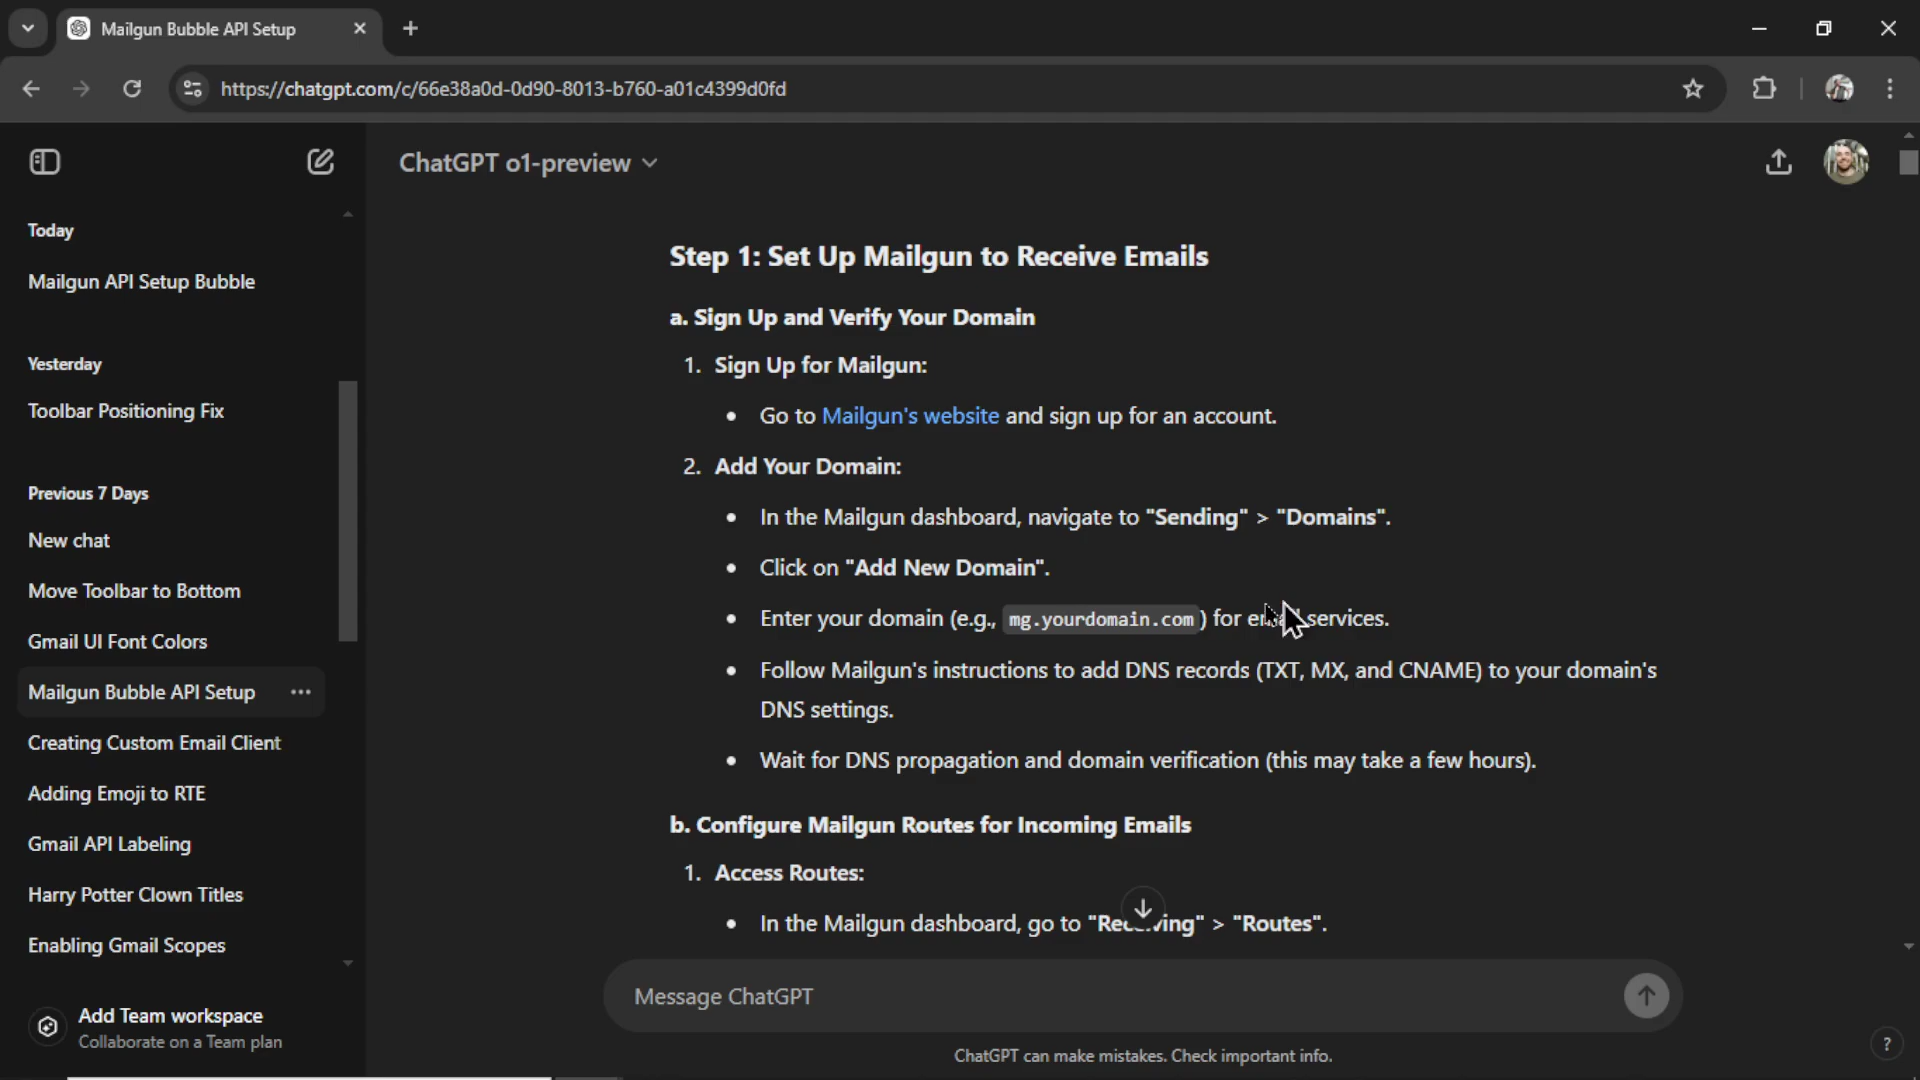 Mailgun Bubble API Setup
https://chatgpt.com/c/66e38a0d-0d90-8013-b760-a01c4399d0fd
ChatGPT o1-preview
Today
Mailgun API Setup Bubble
Yesterday
Toolbar Positioning Fix
Previous 7 Days
New chat
Move Toolbar to Bottom
Gmail UI Font Colors
Mailgun Bubble API Setup
Creating Custom Email Client
Adding Emoji to RTE
Gmail API Labeling
Harry Potter Clown Titles
Enabling Gmail Scopes
Add Team workspace
Collaborate on a Team plan
Step 1: Set Up Mailgun to Receive Emails
a. Sign Up and Verify Your Domain
1. Sign Up for Mailgun:
• Go to Mailgun's website and sign up for an account.
2. Add Your Domain:
• In the Mailgun dashboard, navigate to "Sending" > "Domains".
• Click on "Add New Domain".
• Enter your domain (e.g., mg.yourdomain.com) for email services.
• Follow Mailgun's instructions to add DNS records (TXT, MX, and CNAME) to your domain's
DNS settings.
• Wait for DNS propagation and domain verification (this may take a few hours).
b. Configure Mailgun Routes for Incoming Emails
1. Access Routes:
• In the Mailgun dashboard, go to "Receiving" > "Routes".
Message ChatGPT
ChatGPT can make mistakes. Check important info.
?